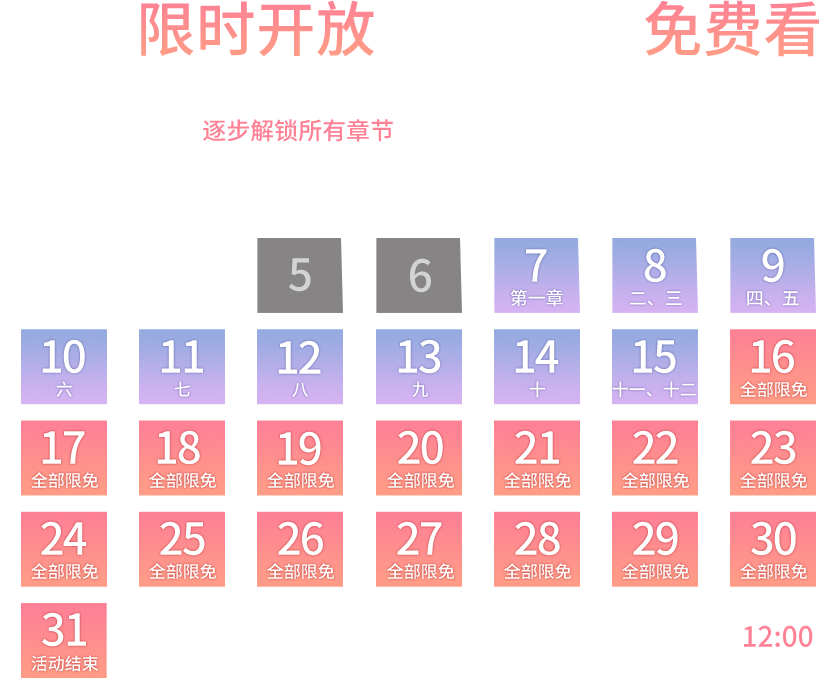 限时开放 免费看
逐步解锁所有章节
5 6 7 8 9
第一章 二、三 四、五
10 11 12 13 14 15 16
六 七 八 九 十 十一、十二 全部限免
17 18 19 20 21 22 23
全部限免 全部限免 全部限免 全部限免 全部限免 全部限免 全部限免
24 25 26 27 28 29 30
全部限免 全部限免 全部限免 全部限免 全部限免 全部限免 全部限免
31
活动结束
12:00